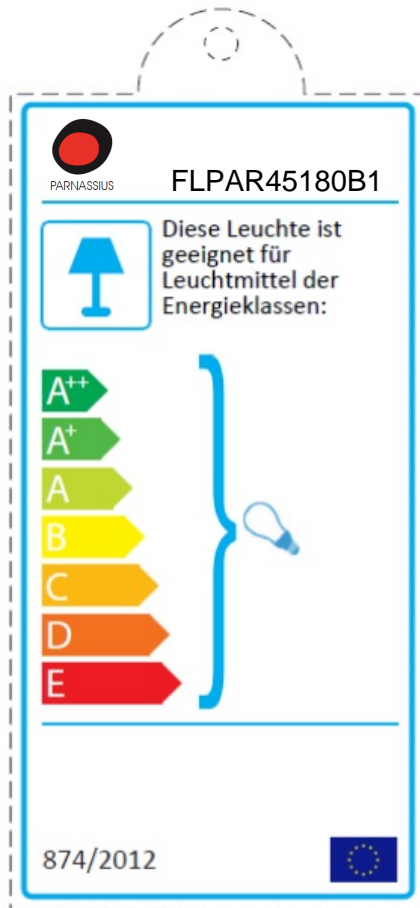 PARNASSIUS
FLPAR45180B1
Diese Leuchte ist
geeignet für
Leuchtmittel der
Energieklassen:
A++
A+
A
B
C
D
E
874/2012